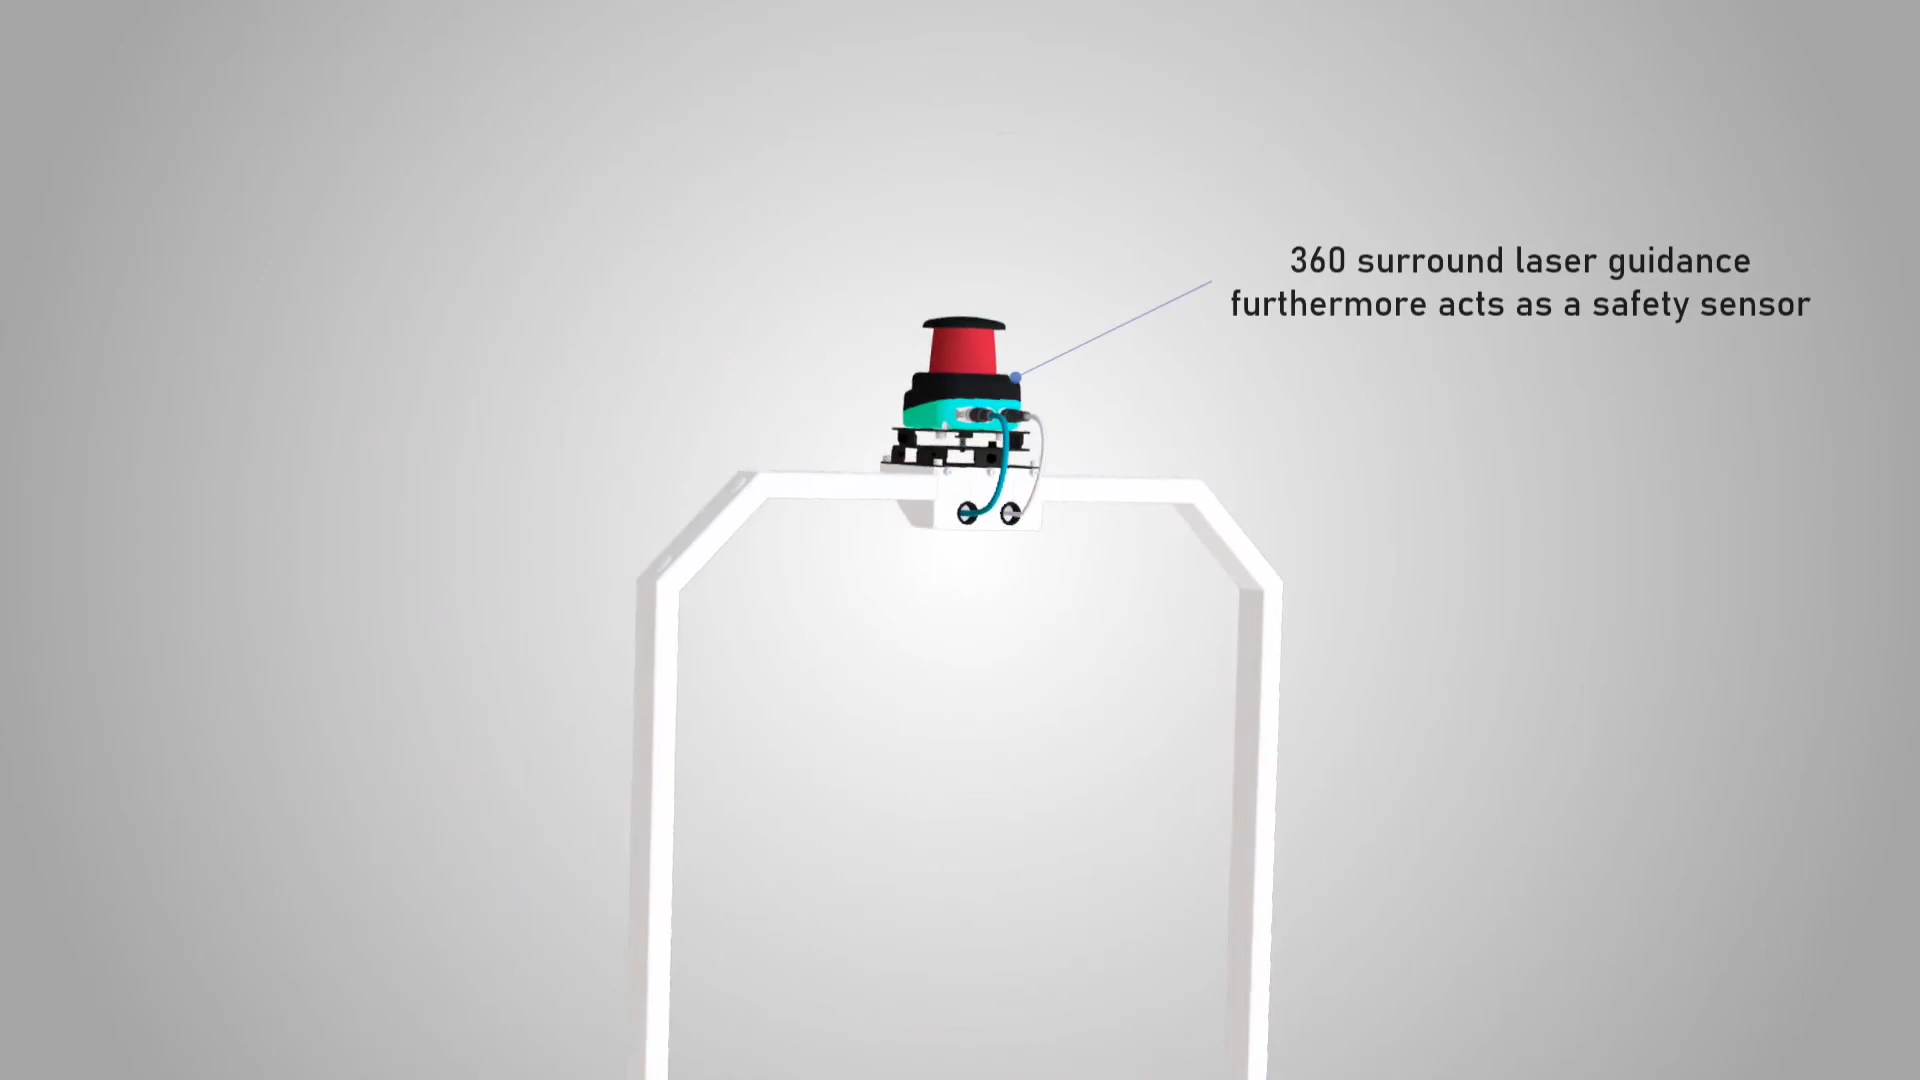 360 surround laser guidance
furthermore acts as a safety sensor